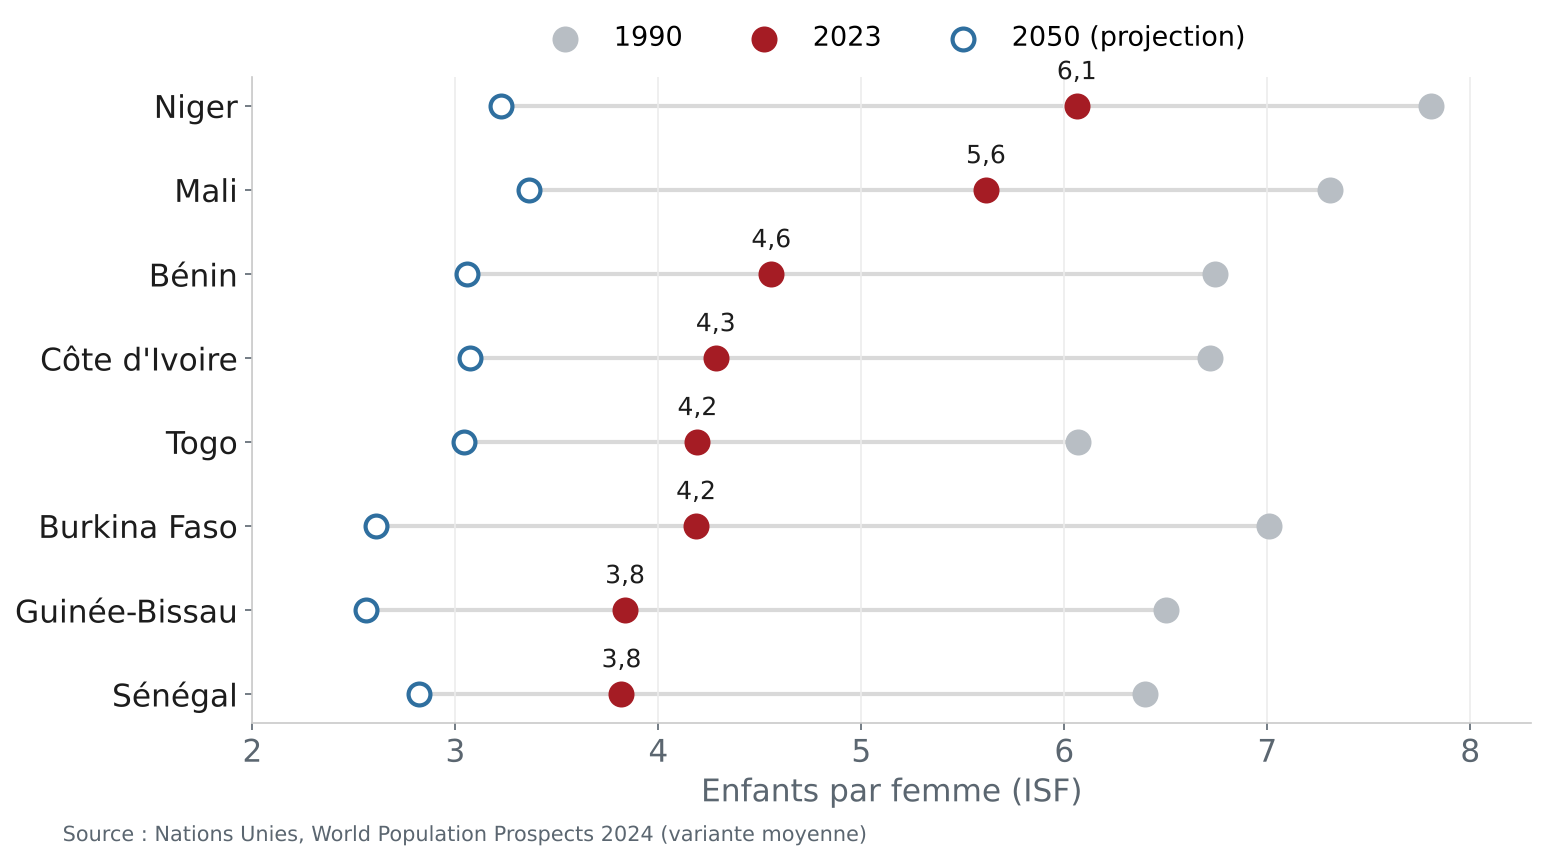 1990 2023 2050 (projection)
6,1
Niger
5,6
Mali
4,6
Bénin
4,3
Côte d'Ivoire
4,2
Togo
4,2
Burkina Faso
3,8
Guinée-Bissau
3,8
Sénégal
2 3 4 5 6 7 8
Enfants par femme (ISF)
Source : Nations Unies, World Population Prospects 2024 (variante moyenne)